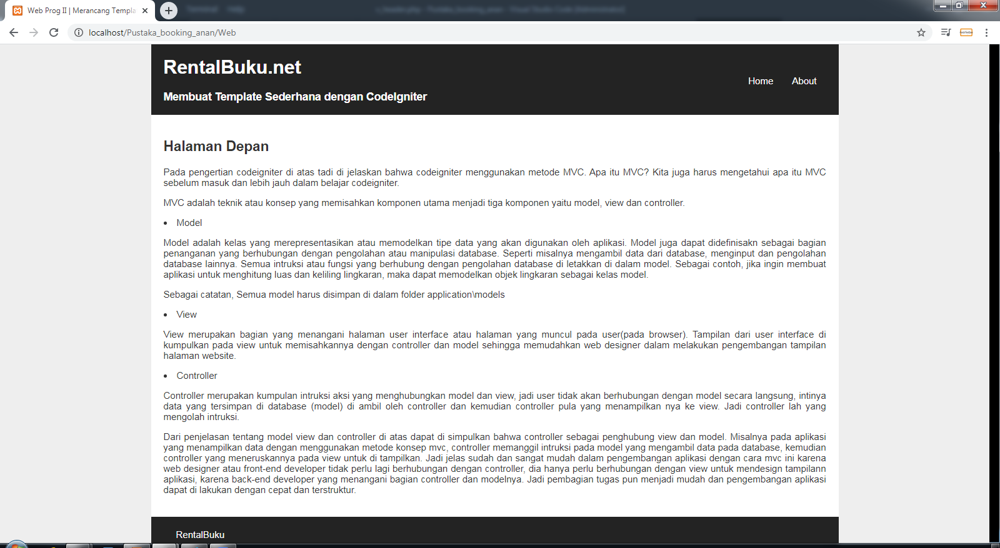 Web Prog II | Merancang Templa
localhost/Pustaka_booking_anan/Web
RentalBuku.net
Home About
Membuat Template Sederhana dengan CodeIgniter
Halaman Depan
Pada pengertian codeigniter di atas tadi di jelaskan bahwa codeigniter menggunakan metode MVC. Apa itu MVC? Kita juga harus mengetahui apa itu MVC
sebelum masuk dan lebih jauh dalam belajar codeigniter.
MVC adalah teknik atau konsep yang memisahkan komponen utama menjadi tiga komponen yaitu model, view dan controller.
• Model
Model adalah kelas yang merepresentasikan atau memodelkan tipe data yang akan digunakan oleh aplikasi. Model juga dapat didefinisakn sebagai bagian
penanganan yang berhubungan dengan pengolahan atau manipulasi database. Seperti misalnya mengambil data dari database, menginput dan pengolahan
database lainnya. Semua intruksi atau fungsi yang berhubung dengan pengolahan database di letakkan di dalam model. Sebagai contoh, jika ingin membuat
aplikasi untuk menghitung luas dan keliling lingkaran, maka dapat memodelkan objek lingkaran sebagai kelas model.
Sebagai catatan, Semua model harus disimpan di dalam folder application\models
• View
View merupakan bagian yang menangani halaman user interface atau halaman yang muncul pada user(pada browser). Tampilan dari user interface di
kumpulkan pada view untuk memisahkannya dengan controller dan model sehingga memudahkan web designer dalam melakukan pengembangan tampilan
halaman website.
• Controller
Controller merupakan kumpulan intruksi aksi yang menghubungkan model dan view, jadi user tidak akan berhubungan dengan model secara langsung, intinya
data yang tersimpan di database (model) di ambil oleh controller dan kemudian controller pula yang menampilkan nya ke view. Jadi controller lah yang
mengolah intruksi.
Dari penjelasan tentang model view dan controller di atas dapat di simpulkan bahwa controller sebagai penghubung view dan model. Misalnya pada aplikasi
yang menampilkan data dengan menggunakan metode konsep mvc, controller memanggil intruksi pada model yang mengambil data pada database, kemudian
controller yang meneruskannya pada view untuk di tampilkan. Jadi jelas sudah dan sangat mudah dalam pengembangan aplikasi dengan cara mvc ini karena
web designer atau front-end developer tidak perlu lagi berhubungan dengan controller, dia hanya perlu berhubungan dengan view untuk mendesign tampilann
aplikasi, karena back-end developer yang menangani bagian controller dan modelnya. Jadi pembagian tugas pun menjadi mudah dan pengembangan aplikasi
dapat di lakukan dengan cepat dan terstruktur.
RentalBuku